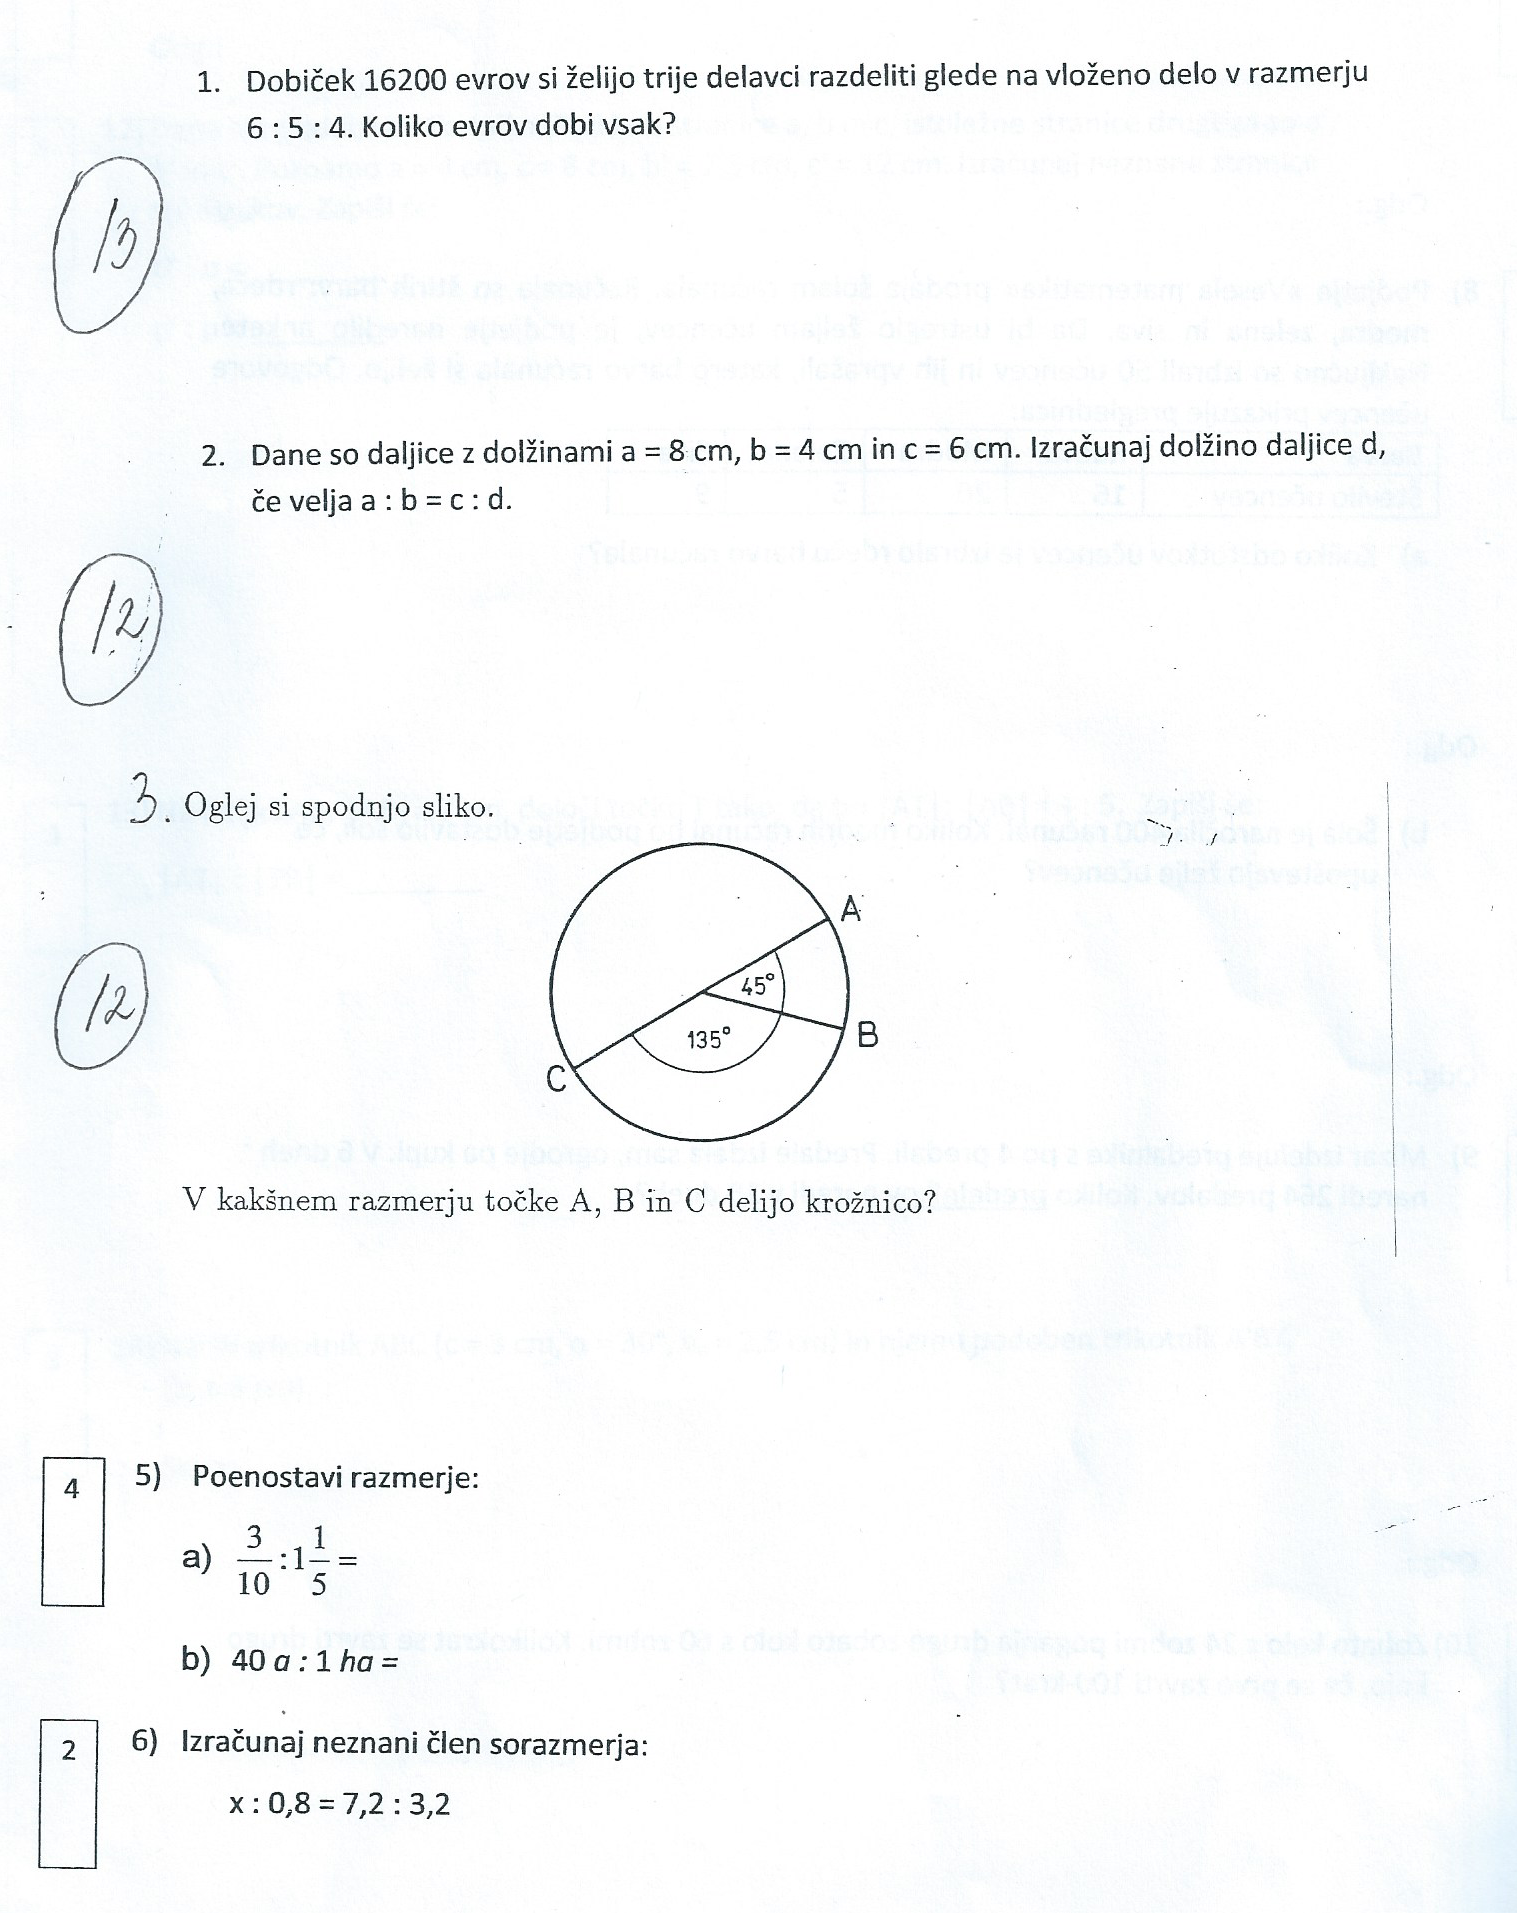 1. Dobiček 16200 evrov si želijo trije delavci razdeliti glede na vloženo delo v razmerju
6 : 5 : 4. Koliko evrov dobi vsak?
/3
2. Dane so daljice z dolžinami a = 8 cm, b = 4 cm in c = 6 cm. Izračunaj dolžino daljice d,
če velja a : b = c : d.
/2
3. Oglej si spodnjo sliko.
A
45°
B
135°
C
/2
V kakšnem razmerju točke A, B in C delijo krožnico?
4
5) Poenostavi razmerje:
a) 3/10 : 1 1/5 =
b) 40 a : 1 ha =
2
6) Izračunaj neznani člen sorazmerja:
x : 0,8 = 7,2 : 3,2